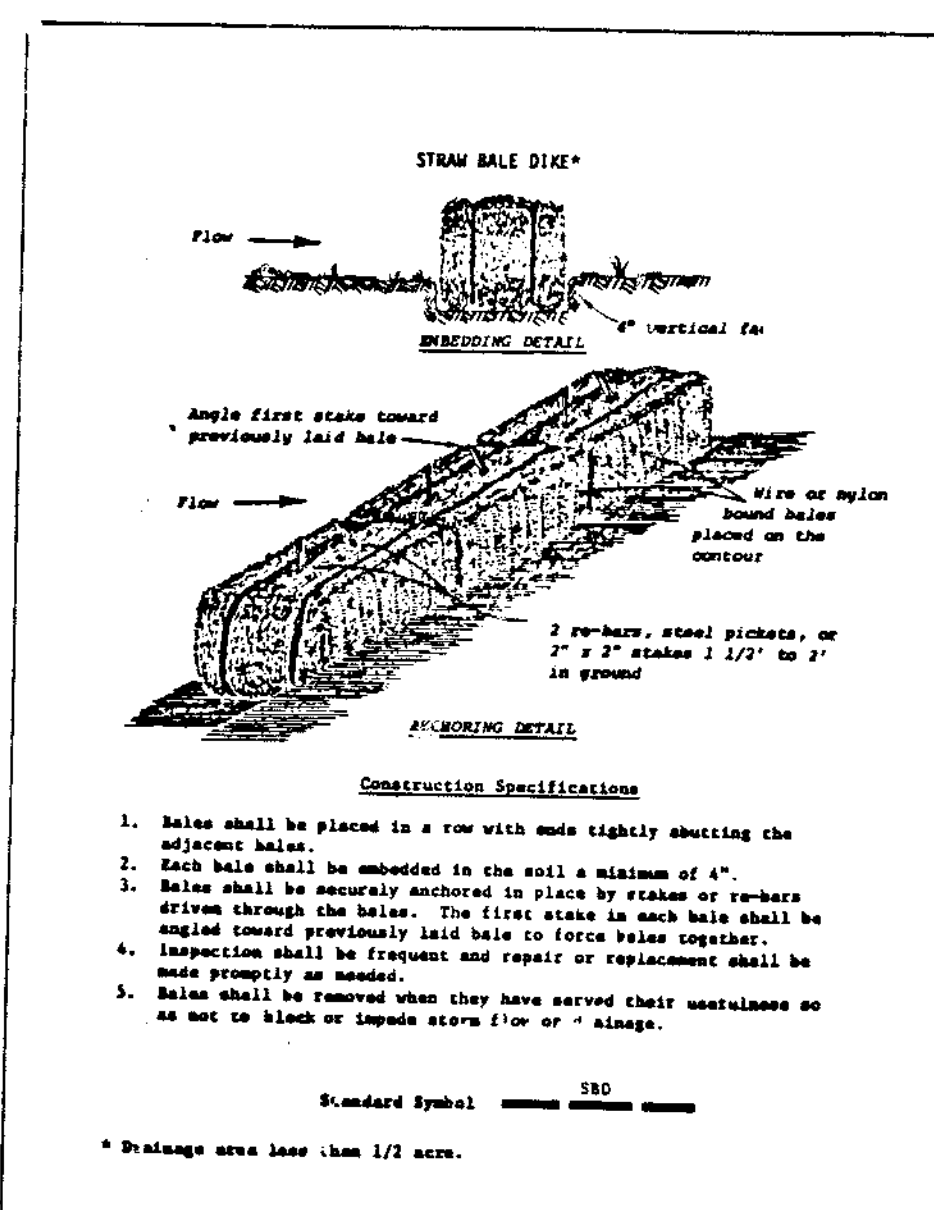 STRAW BALE DIKE*
Flow
4" vertical fa
EMBEDDING DETAIL
Angle first stake toward
previously laid bale
Flow
Wire or nylon
bound bales
placed on the
contour
2 re-bars, steel pickets, or
2" x 2" stakes 1 1/2' to 2'
in ground
ANCHORING DETAIL
Construction Specifications
1. Bales shall be placed in a row with ends tightly abutting the
adjacent bales.
2. Each bale shall be embedded in the soil a minimum of 4".
3. Bales shall be securely anchored in place by stakes or re-bars
driven through the bales. The first stake in each bale shall be
angled toward previously laid bale to force bales together.
4. Inspection shall be frequent and repair or replacement shall be
made promptly as needed.
5. Bales shall be removed when they have served their usefulness so
as not to block or impede storm flow or drainage.
SBD
Standard Symbol
* Drainage area less than 1/2 acre.